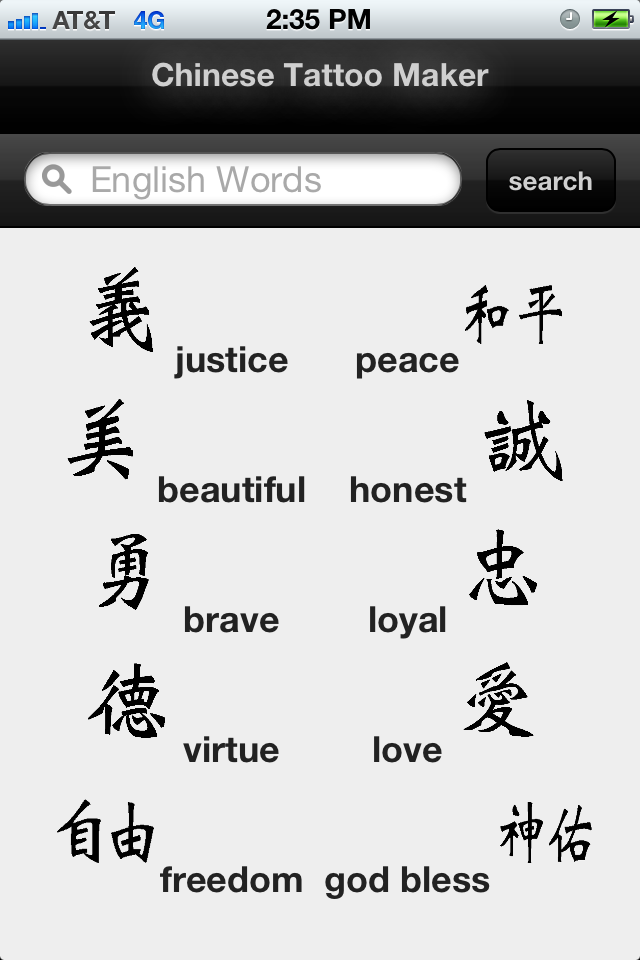 AT&T 4G 2:35 PM
Chinese Tattoo Maker
English Words search
義 和平
justice peace
美 誠
beautiful honest
勇 忠
brave loyal
德 愛
virtue love
自由 神佑
freedom god bless